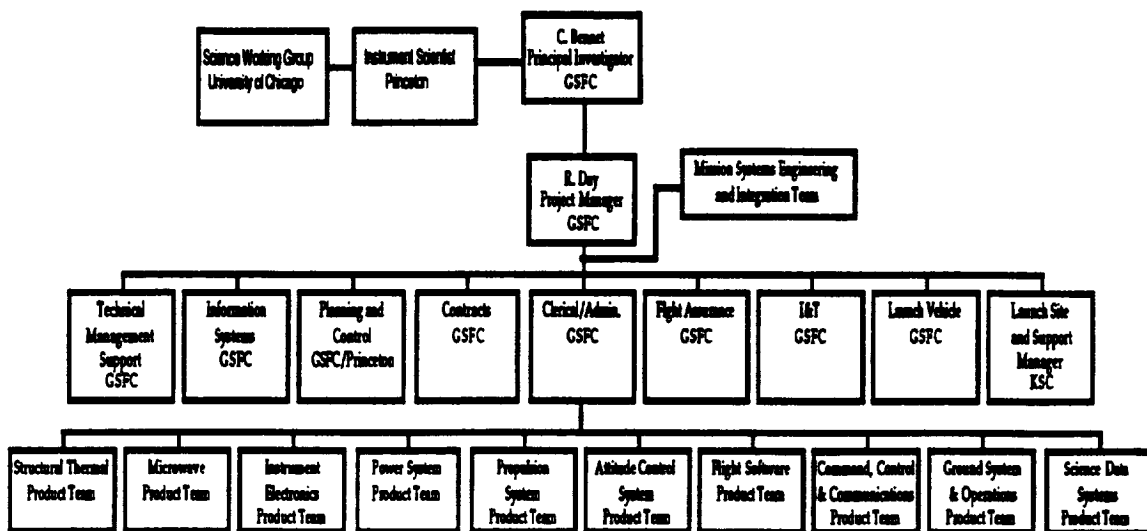 Science Working Group
University of Chicago
Instrument Scientist
Princeton
C. Bennet
Principal Investigator
GSFC
R. Day
Project Manager
GSFC
Mission Systems Engineering
and Integration Team
Technical
Management
Support
GSFC
Information
Systems
GSFC
Planning and
Control
GSFC/Princeton
Contracts
GSFC
Clerical/Admin.
GSFC
Flight Assurance
GSFC
I&T
GSFC
Launch Vehicle
GSFC
Launch Site
and Support
Manager
KSC
Structural Thermal
Product Team
Microwave
Product Team
Instrument
Electronics
Product Team
Power System
Product Team
Propulsion
System
Product Team
Attitude Control
System
Product Team
Flight Software
Product Team
Command, Control
& Communications
Product Team
Ground System
& Operations
Product Team
Science Data
Systems
Product Team